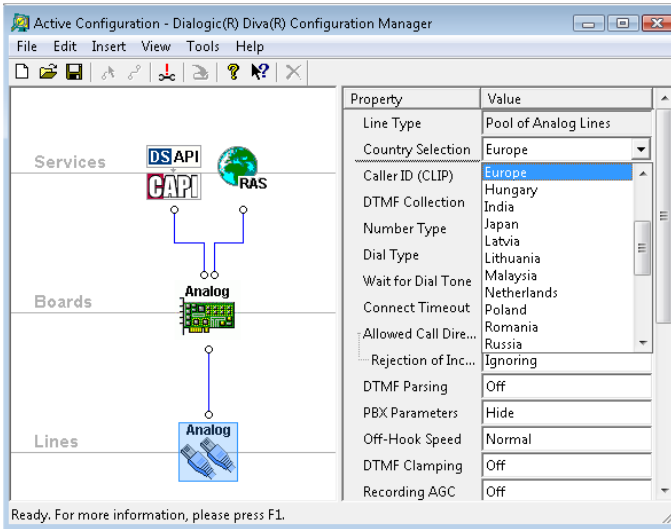 Active Configuration - Dialogic(R) Diva(R) Configuration Manager
File Edit Insert View Tools Help
Property Value
Line Type Pool of Analog Lines
Country Selection Europe
Caller ID (CLIP)
DTMF Collection
Number Type
Dial Type
Wait for Dial Tone
Connect Timeout
Allowed Call Dire...
Rejection of Inc... Ignoring
DTMF Parsing Off
PBX Parameters Hide
Off-Hook Speed Normal
DTMF Clamping Off
Recording AGC Off
Europe
Hungary
India
Japan
Latvia
Lithuania
Malaysia
Netherlands
Poland
Romania
Russia
Services
DS API
CAPI
RAS
Boards
Analog
Lines
Analog
Ready. For more information, please press F1.